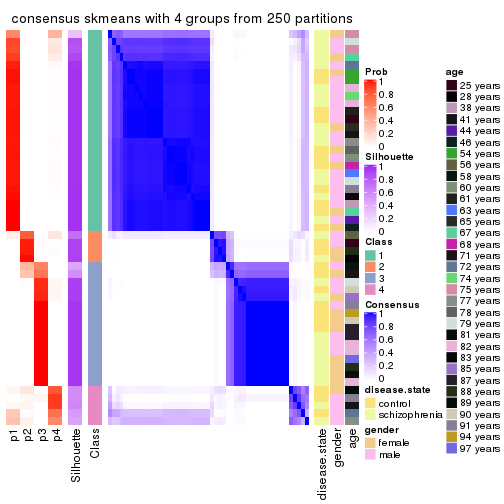 consensus skmeans with 4 groups from 250 partitions
p1
p2
p3
p4
Silhouette
Class
disease.state
gender
age
Prob
1
0.8
0.6
0.4
0.2
0
Silhouette
1
0.8
0.6
0.4
0.2
0
Class
1
2
3
4
Consensus
1
0.8
0.6
0.4
0.2
0
disease.state
control
schizophrenia
gender
female
male
age
25 years
28 years
38 years
41 years
44 years
46 years
54 years
56 years
58 years
60 years
61 years
63 years
65 years
67 years
68 years
71 years
72 years
74 years
75 years
77 years
78 years
79 years
81 years
82 years
83 years
85 years
87 years
88 years
89 years
90 years
91 years
94 years
97 years